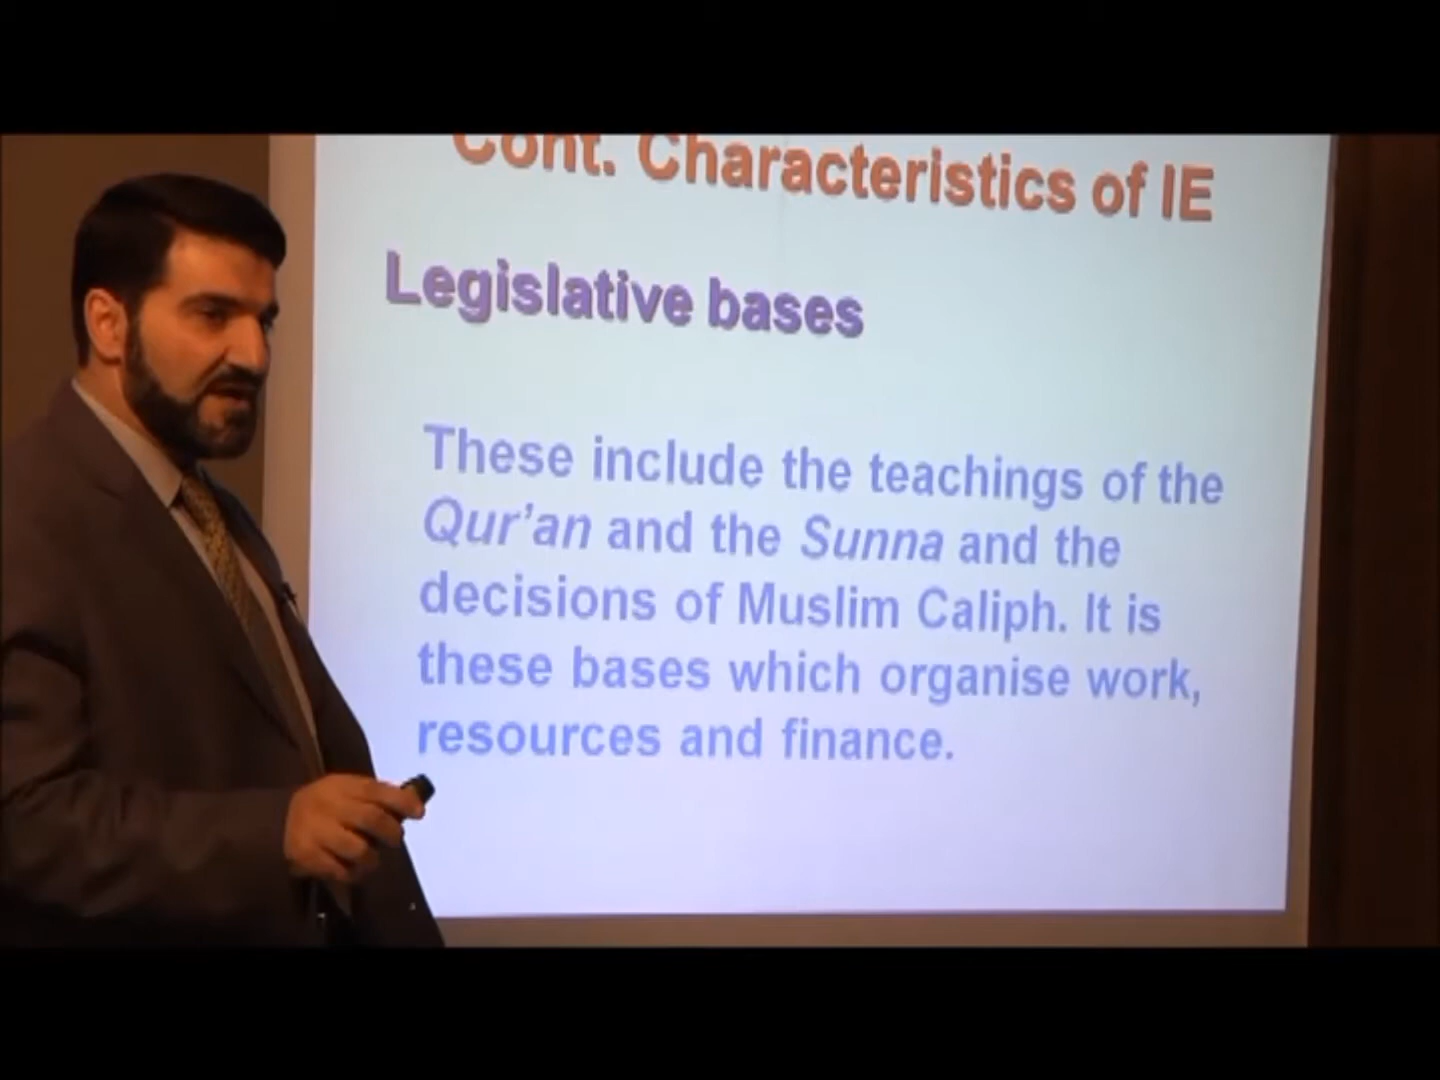 Cont. Characteristics of IE
Legislative bases
These include the teachings of the
Qur'an and the Sunna and the
decisions of Muslim Caliph. It is
these bases which organise work,
resources and finance.